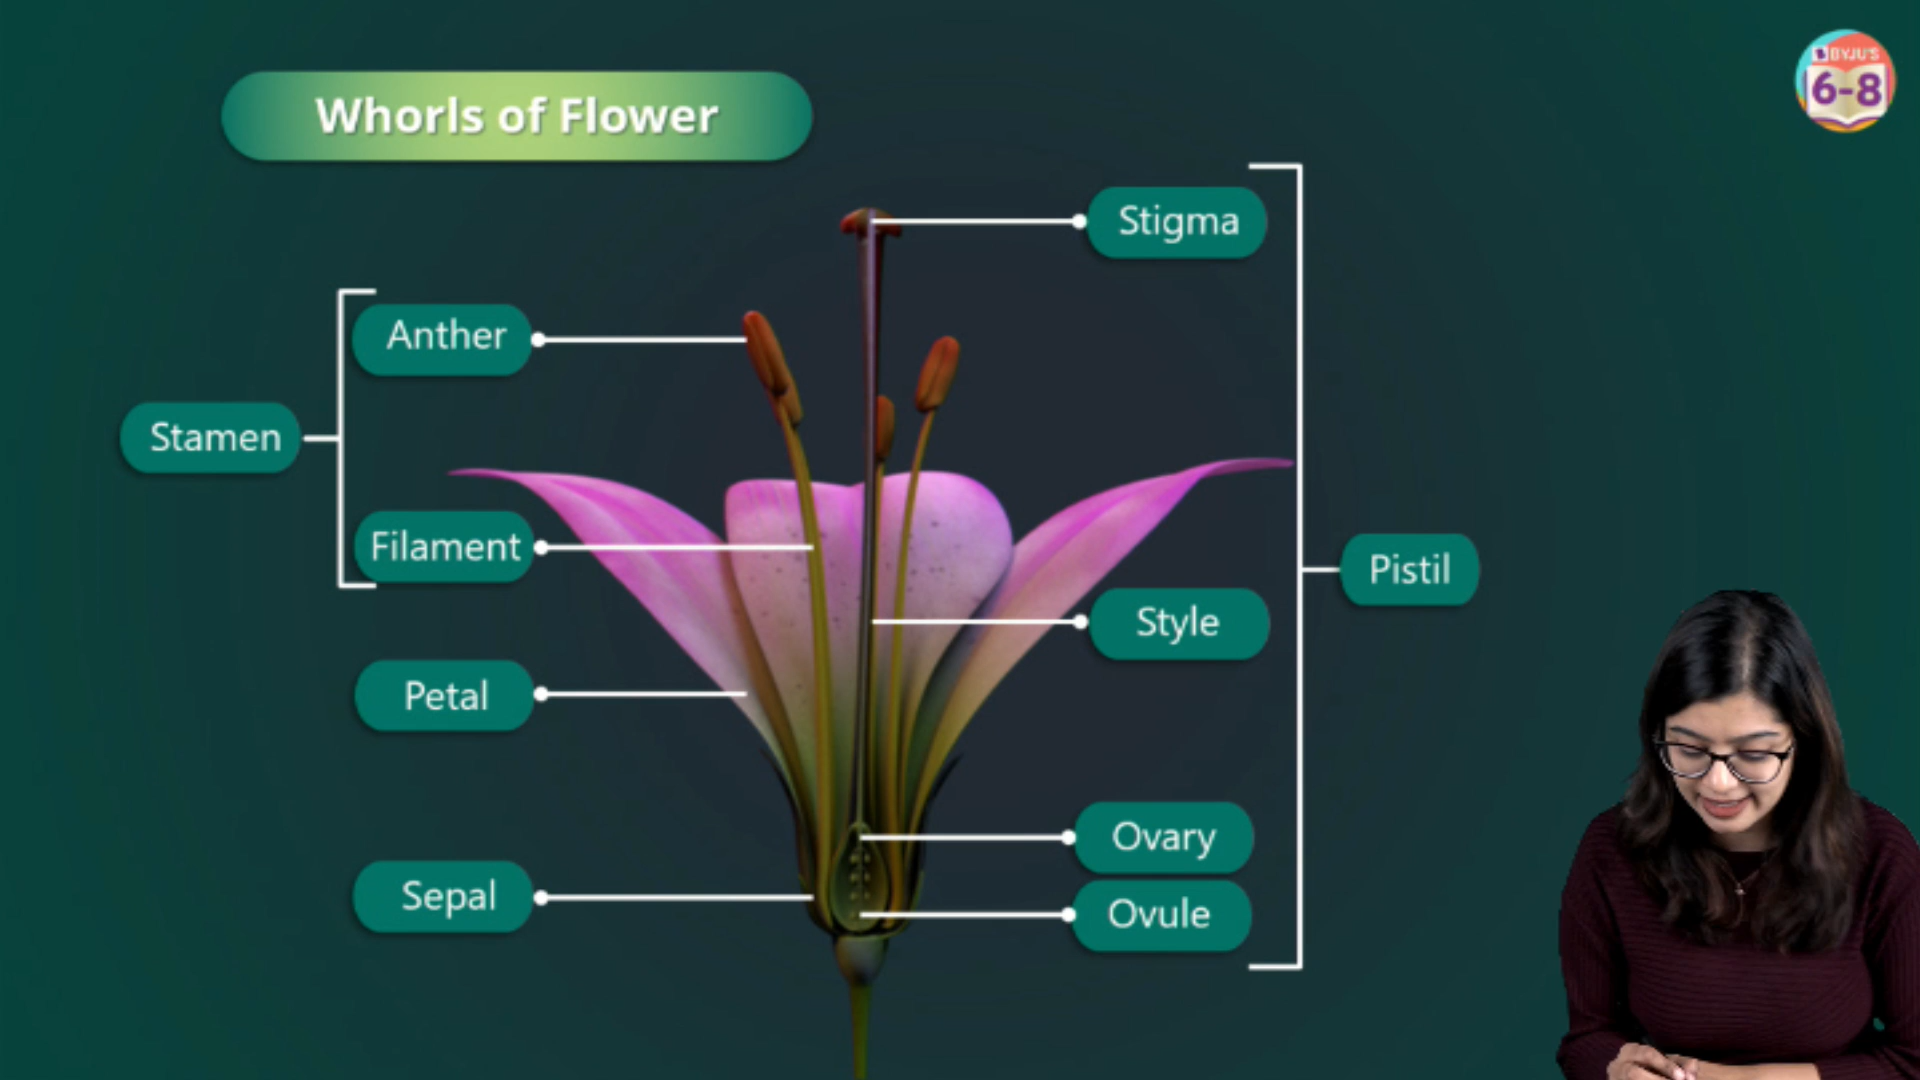 Whorls of Flower
BYJU'S
6-8
Stigma
Anther
Stamen
Filament
Pistil
Style
Petal
Ovary
Sepal
Ovule